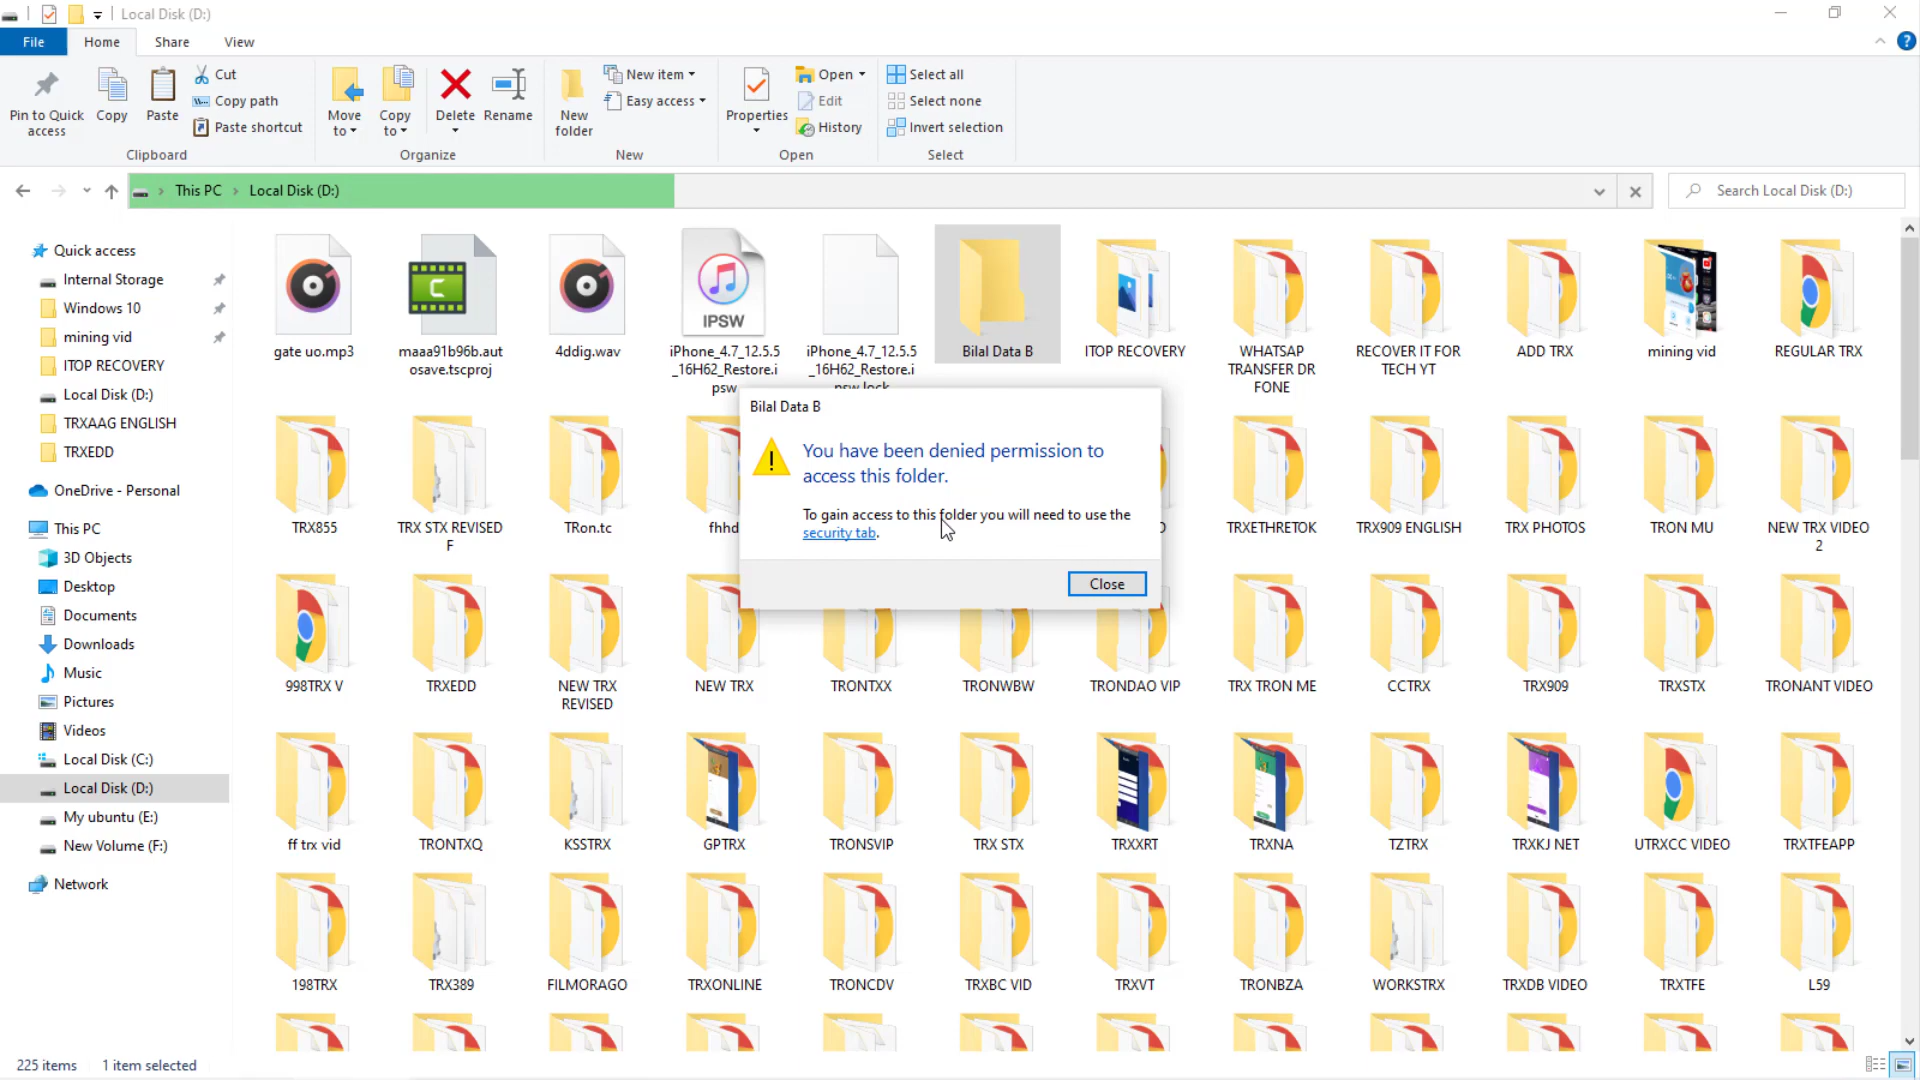 Local Disk (D:)
File
Home
Share
View
?
Pin to Quick
access
Copy
Paste
Cut
Copy path
Paste shortcut
Clipboard
Move
to
Copy
to
Delete
Rename
Organize
New
folder
New item
Easy access
New
Properties
Open
Edit
History
Open
Select all
Select none
Invert selection
Select
This PC
Local Disk (D:)
Search Local Disk (D:)
Quick access
Internal Storage
Windows 10
mining vid
ITOP RECOVERY
Local Disk (D:)
TRXAAG ENGLISH
TRXEDD
OneDrive - Personal
This PC
3D Objects
Desktop
Documents
Downloads
Music
Pictures
Videos
Local Disk (C:)
Local Disk (D:)
My ubuntu (E:)
New Volume (F:)
Network
C
IPSW
gate uo.mp3
maaa91b96b.aut
osave.tscproj
4ddig.wav
iPhone_4.7_12.5.5
_16H62_Restore.i
psw
iPhone_4.7_12.5.5
_16H62_Restore.i
psw.lock
Bilal Data B
ITOP RECOVERY
WHATSAP
TRANSFER DR
FONE
RECOVER IT FOR
TECH YT
ADD TRX
mining vid
REGULAR TRX
Bilal Data B
You have been denied permission to
access this folder.
To gain access to this folder you will need to use the
security tab.
Close
TRX855
TRX STX REVISED
F
TRon.tc
fhhd
TRXETHRETOK
TRX909 ENGLISH
TRX PHOTOS
TRON MU
NEW TRX VIDEO
2
998TRX V
TRXEDD
NEW TRX
REVISED
NEW TRX
TRONTXX
TRONWBW
TRONDAO VIP
TRX TRON ME
CCTRX
TRX909
TRXSTX
TRONANT VIDEO
ff trx vid
TRONTXQ
KSSTRX
GPTRX
TRONSVIP
TRX STX
TRXXRT
TRXNA
TZTRX
TRXKJ NET
UTRXCC VIDEO
TRXTFEAPP
198TRX
TRX389
FILMORAGO
TRXONLINE
TRONCDV
TRXBC VID
TRXVT
TRONBZA
WORKSTRX
TRXDB VIDEO
TRXTFE
L59
225 items
1 item selected